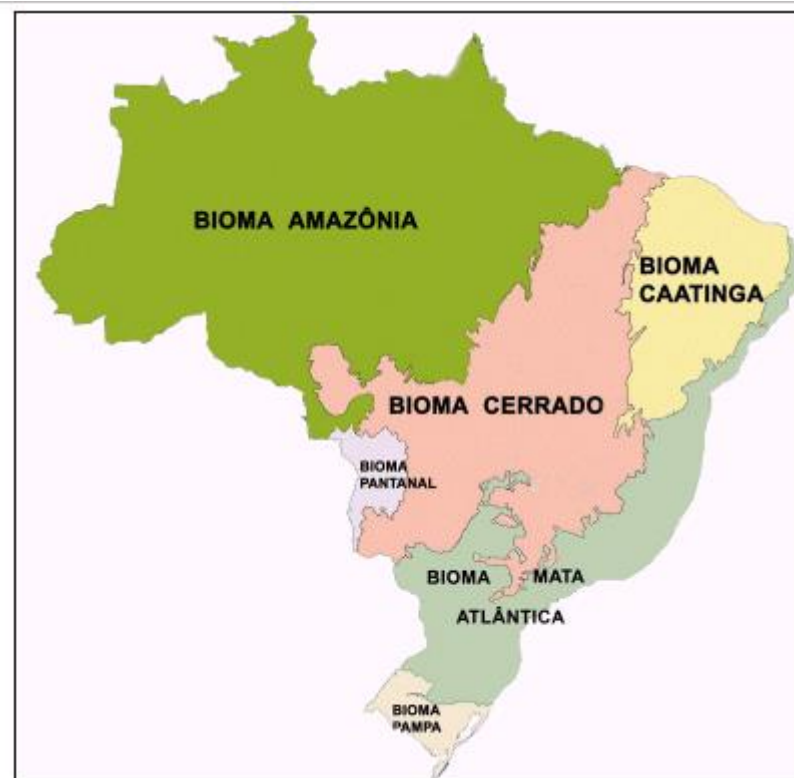 BIOMA AMAZÔNIA
BIOMA
CAATINGA
BIOMA CERRADO
BIOMA
PANTANAL
BIOMA MATA
ATLÂNTICA
BIOMA
PAMPA